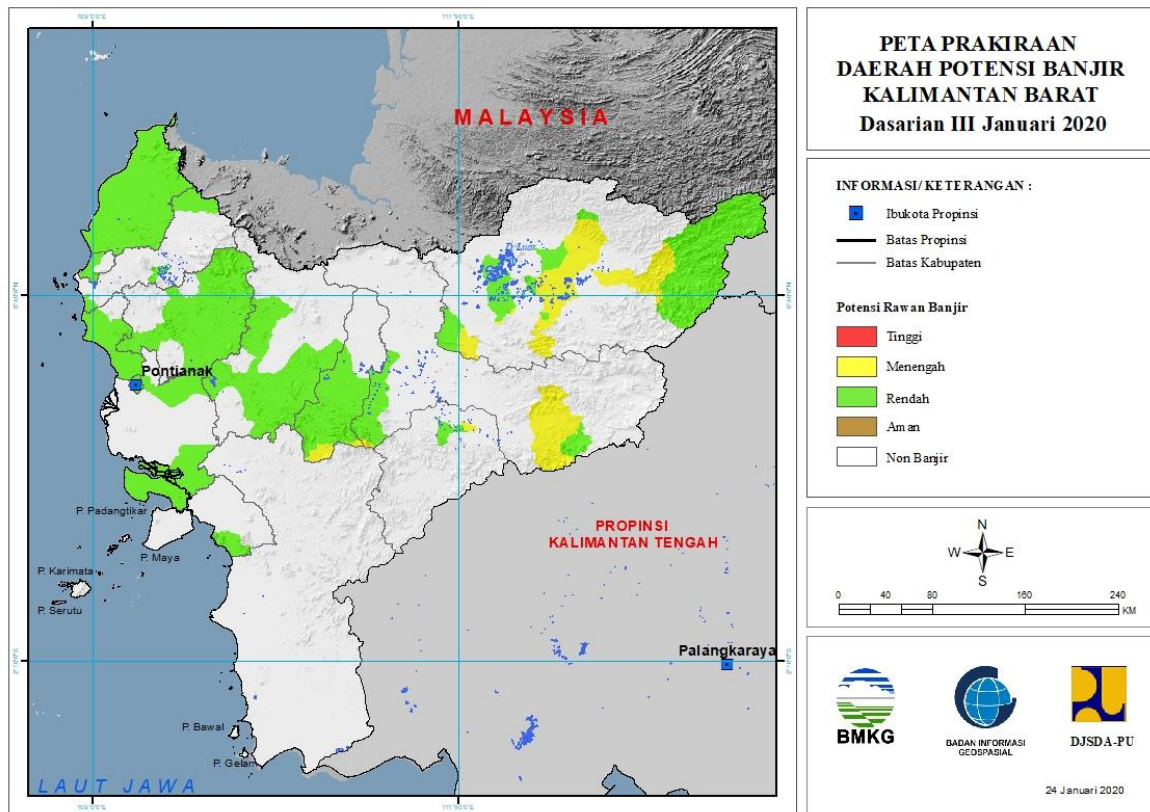 PETA PRAKIRAAN
DAERAH POTENSI BANJIR
KALIMANTAN BARAT
Dasarian III Januari 2020
INFORMASI/ KETERANGAN :
Ibukota Propinsi
Batas Propinsi
Batas Kabupaten
Potensi Rawan Banjir
Tinggi
Menengah
Rendah
Aman
Non Banjir
N
W E
S
0 40 80 160 240
KM
BMKG
BADAN INFORMASI
GEOSPASIAL
DJSDA-PU
24 Januari 2020
MALAYSIA
D. Luar
Pontianak
P. Padangtikar
P. Maya
P. Karimata
P. Serutu
PROPINSI
KALIMANTAN TENGAH
Palangkaraya
P. Bawal
P. Gelam
LAUT JAWA